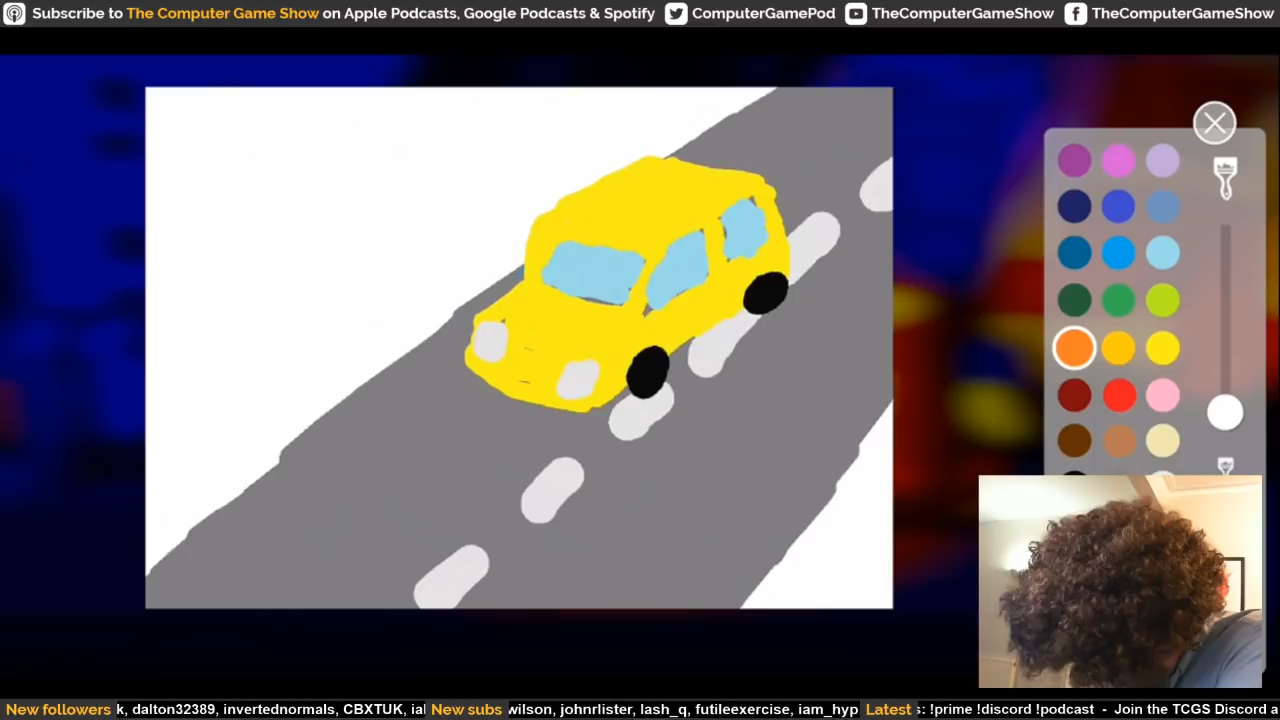 Subscribe to The Computer Game Show on Apple Podcasts, Google Podcasts & Spotify ComputerGamePod TheComputerGameShow TheComputerGameShow
New followers k, dalton32389, invertednormals, CBXTUK, New subs wilson, johnrlister, lash_q, futileexercise, iam_hyp Latest :: !prime !discord !podcast - Join the TCGS Discord a